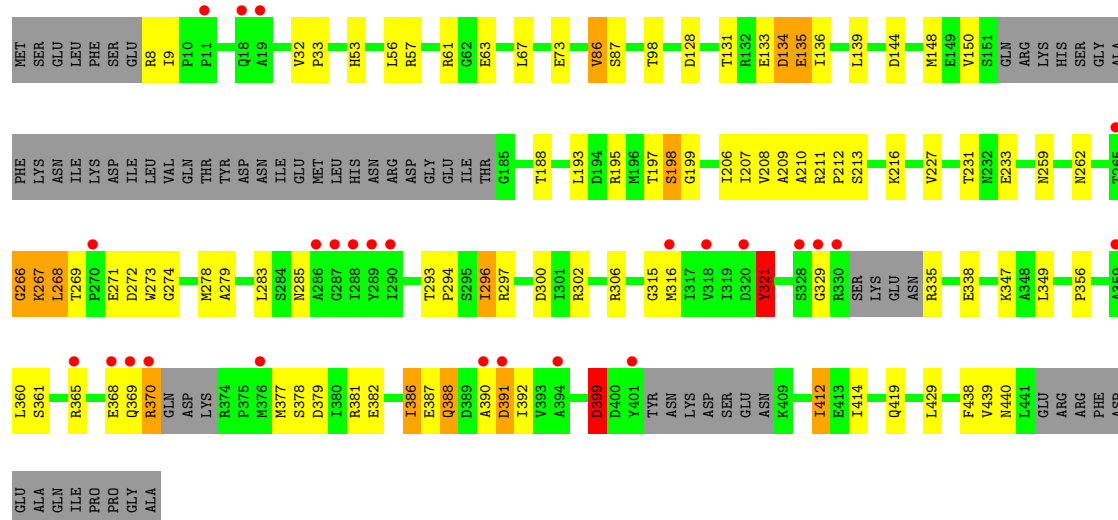 MET SER GLU LEU PHE SER GLU R8 I9 P10 P11 Q18 A19 V32 P33 H53 L56 R57 R61 G62 E63 L67 E73 V86 S87 T98 D128 T131 R132 E133 D134 E135 I136 L139 D144 M148 E149 V150 S151 GLN ARG LYS HIS SER GLY ALA
PHE LYS ASN ILE LYS ASP ILE LEU VAL GLN THR TYR ASP ASN ILE GLU MET LEU HIS ASN ARG ASP GLY GLU ILE THR G185 T188 L193 D194 R195 M196 T197 S198 G199 I206 I207 V208 A209 A210 R211 P212 S213 K216 V227 T231 N232 E233 N259 N262 T265
G266 K267 L268 T269 P270 E271 D272 W273 G274 M278 A279 L283 S284 N285 A286 G287 I288 Y289 I290 T293 P294 S295 I296 R297 D300 I301 R302 R306 G315 M316 I317 V318 I319 D320 Y321 S328 G329 R330 SER LYS GLU ASN R335 E338 K347 A348 L349 P356 A359
L360 S361 R365 E368 Q369 R370 GLN ASP LYS R374 P375 M376 M377 S378 D379 I380 R381 E382 I386 E387 Q388 D389 A390 D391 I392 V393 A394 D399 D400 Y401 TYR ASN LYS ASP SER GLU ASN K409 I412 E413 I414 Q419 L429 F438 V439 N440 L441 GLU ARG ARG PHE ASP
GLU ALA GLN ILE PRO PRO GLY ALA